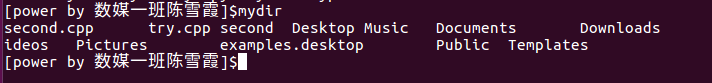 [power by 数媒一班陈雪霞]$mydir
second.cpp try.cpp second Desktop Music Documents Downloads
ideos Pictures examples.desktop Public Templates
[power by 数媒一班陈雪霞]$